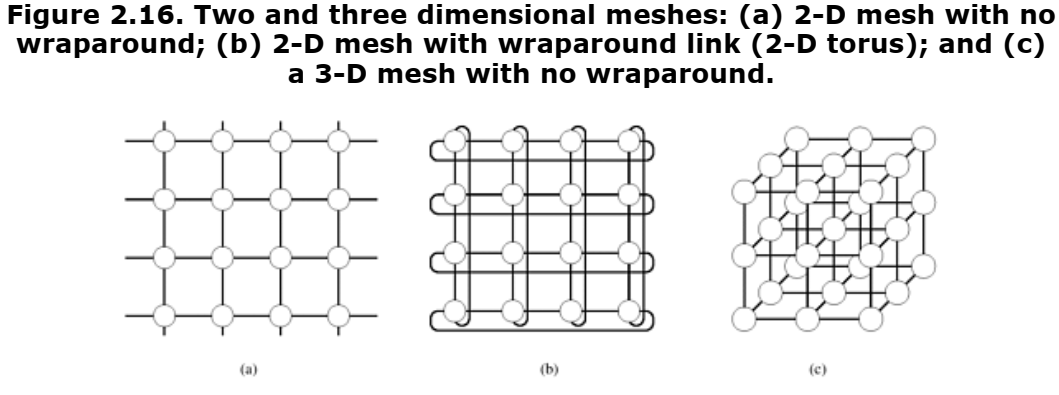 Figure 2.16. Two and three dimensional meshes: (a) 2-D mesh with no
wraparound; (b) 2-D mesh with wraparound link (2-D torus); and (c)
a 3-D mesh with no wraparound.
(a) (b) (c)